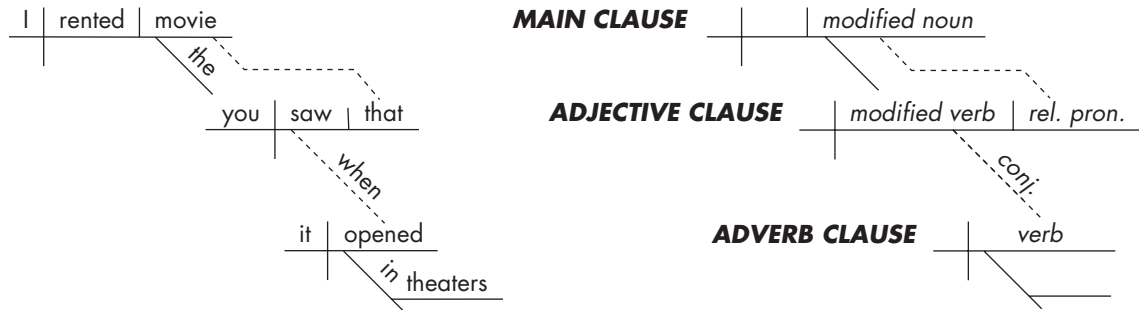 I rented movie
the
you saw that
when
it opened
in theaters
MAIN CLAUSE modified noun
ADJECTIVE CLAUSE modified verb rel. pron.
conj.
ADVERB CLAUSE verb